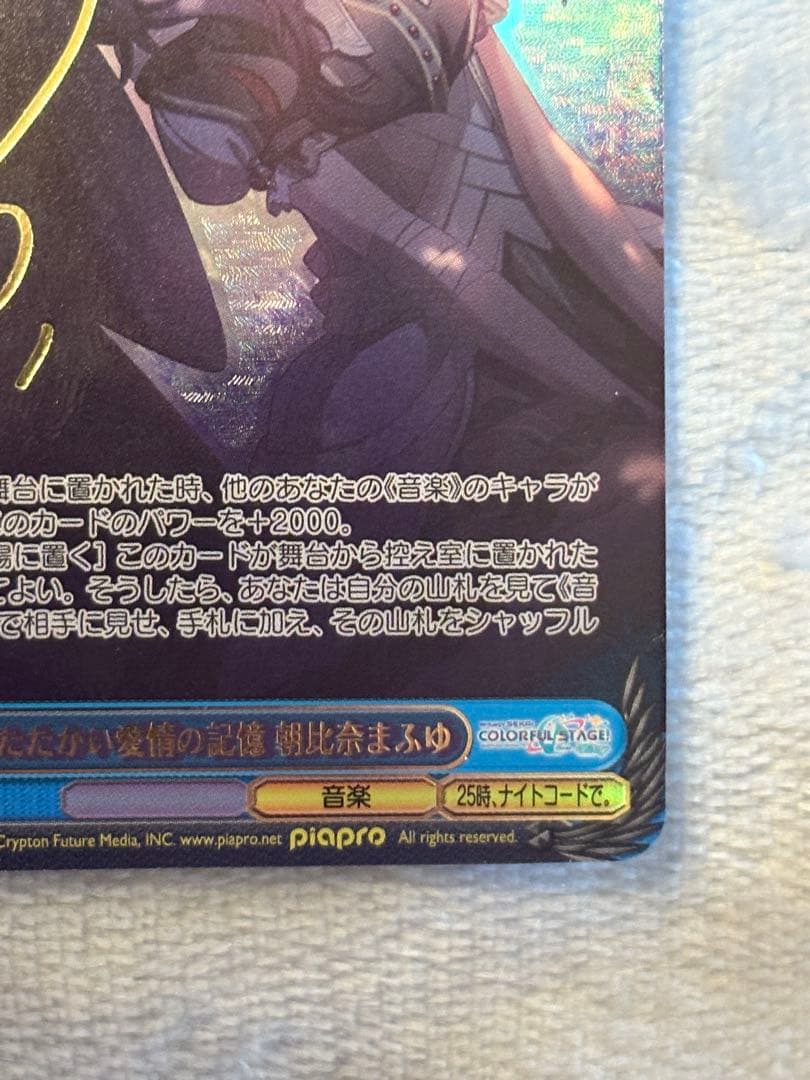 舞台に置かれた時、他のあなたの《音楽》のキャラが
のカードのパワーを+2000。
場に置く］ このカードが舞台から控え室に置かれた
てよい。そうしたら、あなたは自分の山札を見て《音
で相手に見せ、手札に加え、その山札をシャッフル
たたかい愛情の記憶 朝比奈まふゆ
COLORFUL STAGE!
音楽
25時、ナイトコードで。
Crypton Future Media, INC. www.piapro.net piapro All rights reserved.